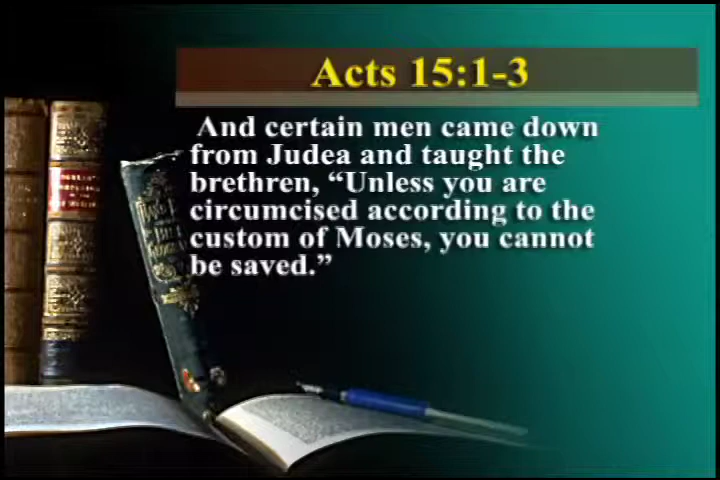 Acts 15:1-3
And certain men came down
from Judea and taught the
brethren, “Unless you are
circumcised according to the
custom of Moses, you cannot
be saved.”